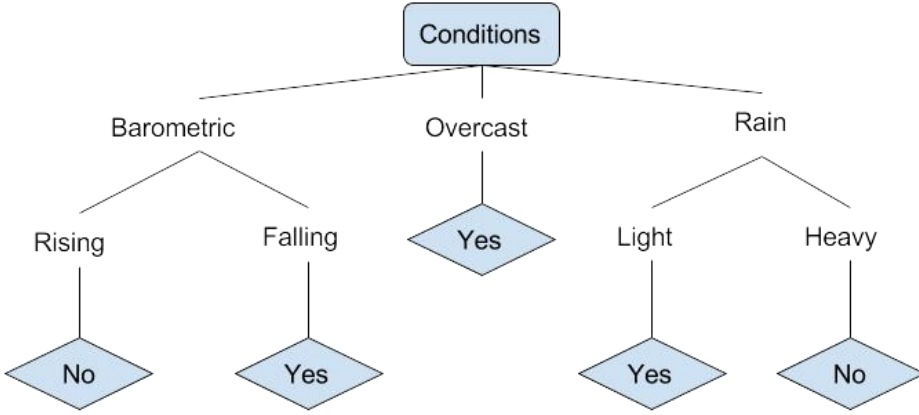 Conditions
Barometric
Overcast
Rain
Rising
Falling
Yes
Light
Heavy
No
Yes
Yes
No